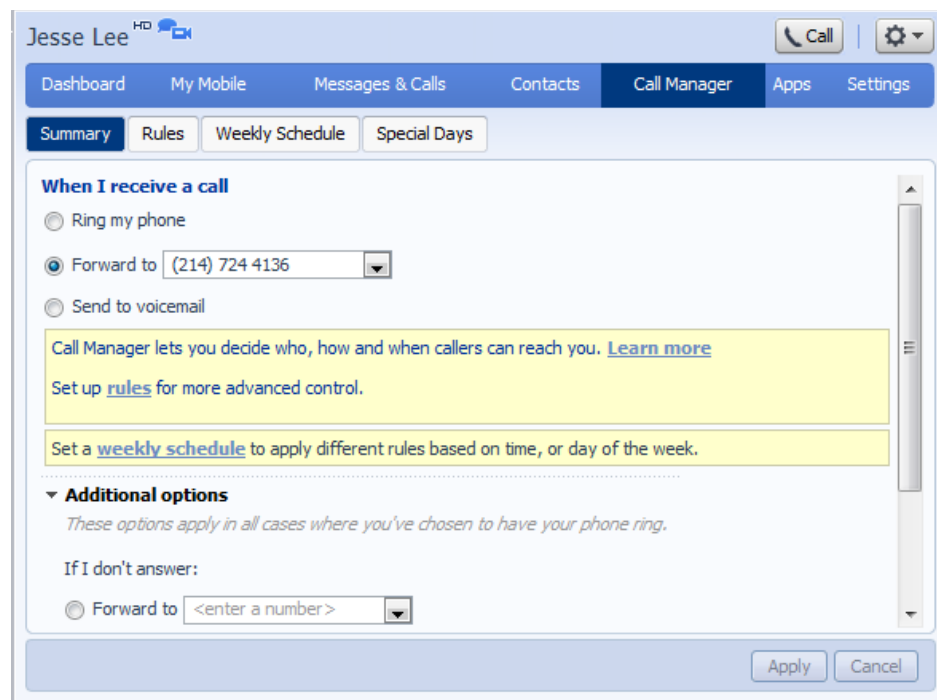 Jesse Lee HD
Call
Dashboard My Mobile Messages & Calls Contacts Call Manager Apps Settings
Summary Rules Weekly Schedule Special Days
When I receive a call
Ring my phone
Forward to (214) 724 4136
Send to voicemail
Call Manager lets you decide who, how and when callers can reach you. Learn more
Set up rules for more advanced control.
Set a weekly schedule to apply different rules based on time, or day of the week.
Additional options
These options apply in all cases where you've chosen to have your phone ring.
If I don't answer:
Forward to <enter a number>
Apply Cancel